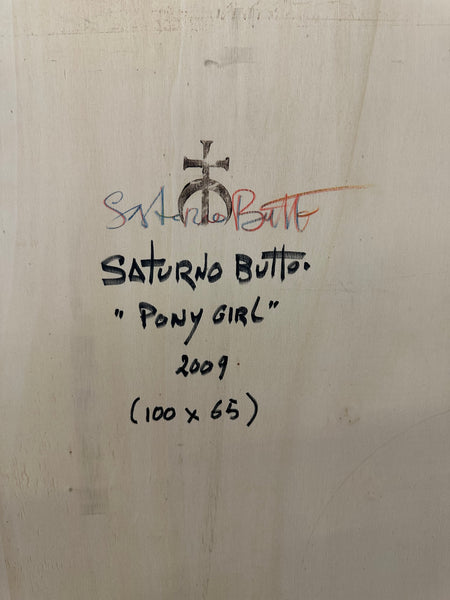 Saturno Butto
SATURNO BUTTO.
"PONY GIRL"
2009.
(100 x 65)